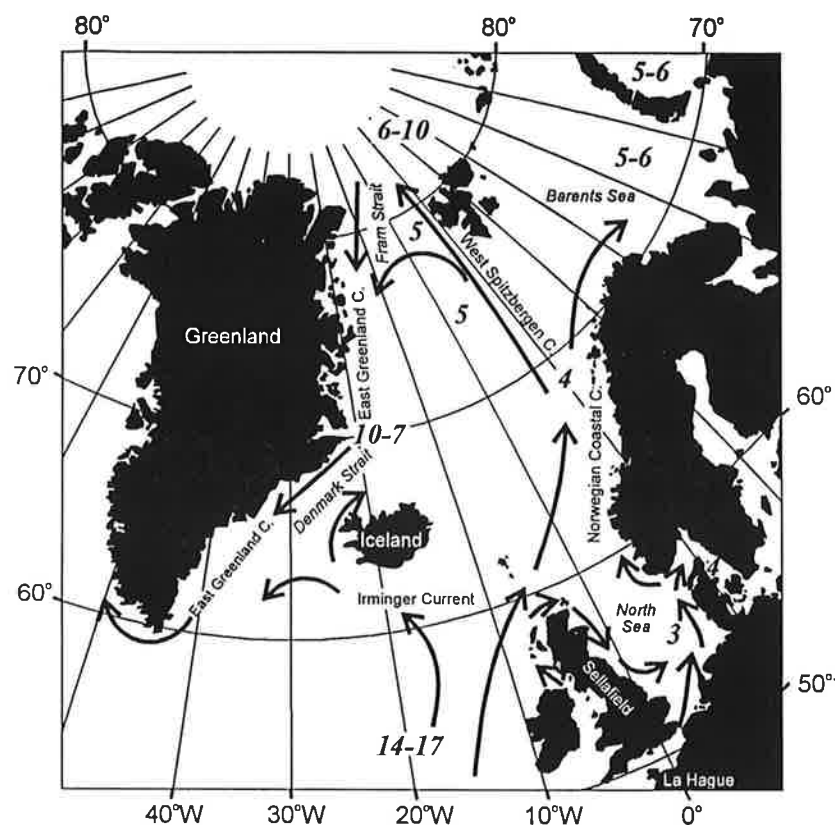 80°
80°
70°
5-6
6-10
5-6
Barents Sea
Fram Strait
5
West Spitzbergen C.
5
Greenland
East Greenland C.
70°
4
60°
Norwegian Coastal C.
10-7
Denmark Strait
Iceland
East Greenland C.
4
60°
Irminger Current
North
Sea
3
Sellafield
50°
14-17
La Hague
40°W
30°W
20°W
10°W
0°